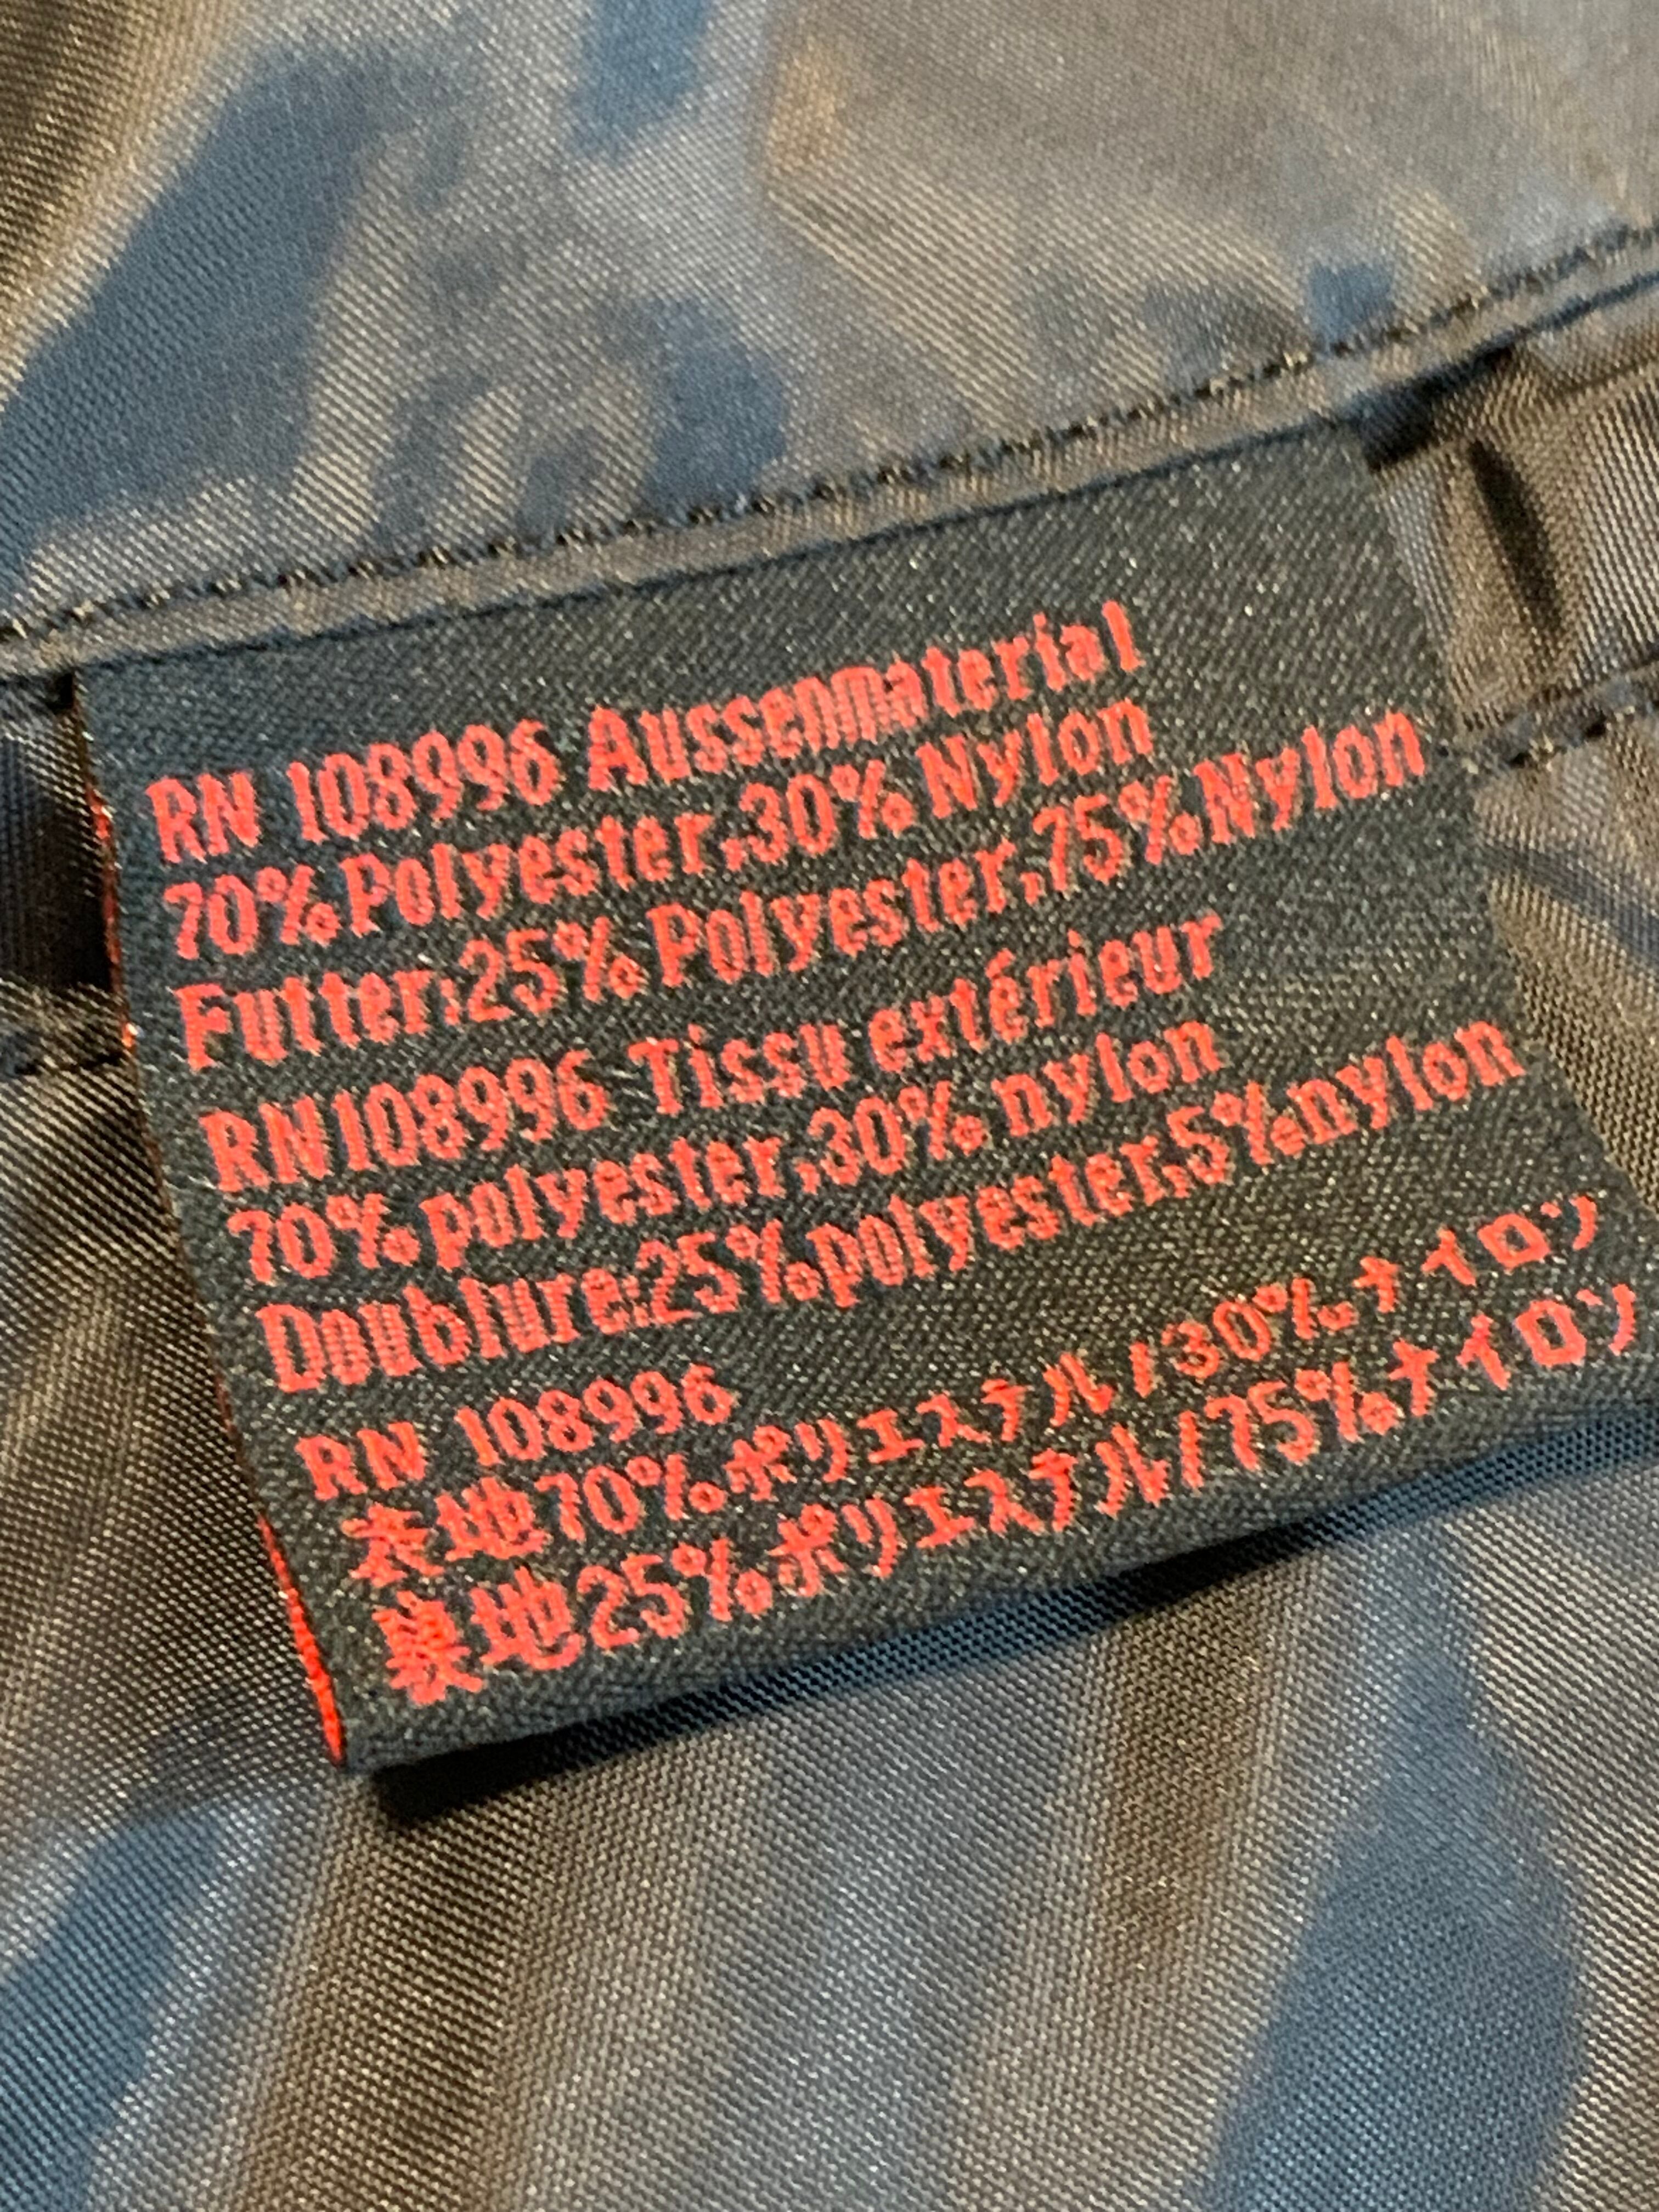 RN 108996 Aussenmaterial
70% Polyester,30% Nylon
Futter:25% Polyester,75% Nylon
RN108996 Tissu extérieur
70% polyester,30% nylon
Doublure:25%polyester,5%nylon
RN 108996
表地70%ポリエステル/30%ナイロン
裏地25%ポリエステル/75%ナイロン